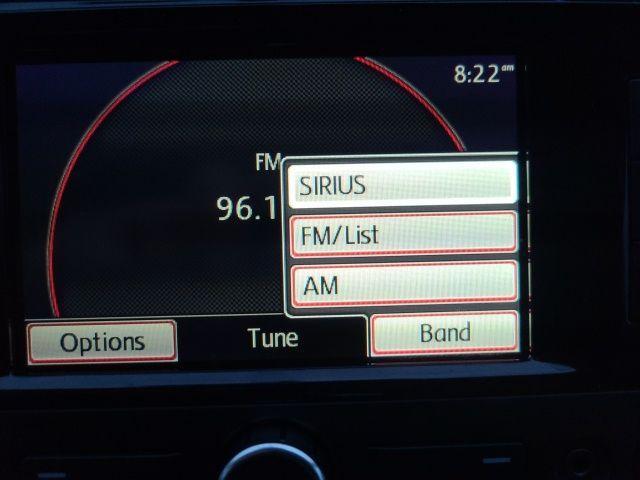 8:22am
FM
96.1
SIRIUS
FM/List
AM
Options
Tune
Band